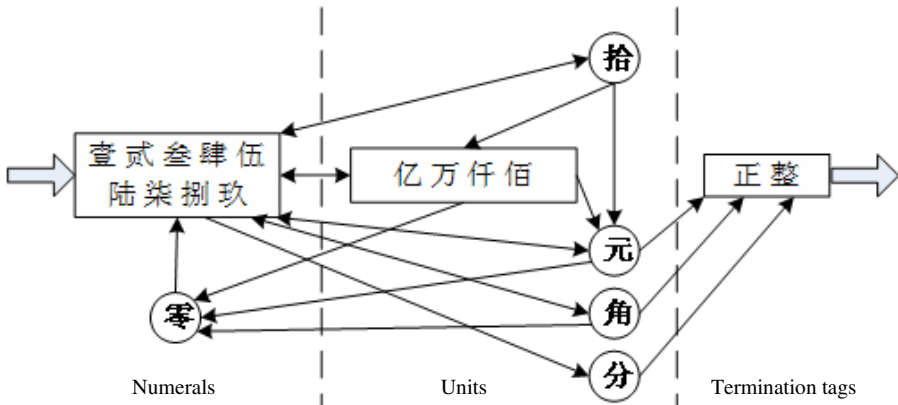 拾
壹贰叁肆伍
陆柒捌玖
亿万仟佰
正整
元
零
角
分
Numerals
Units
Termination tags